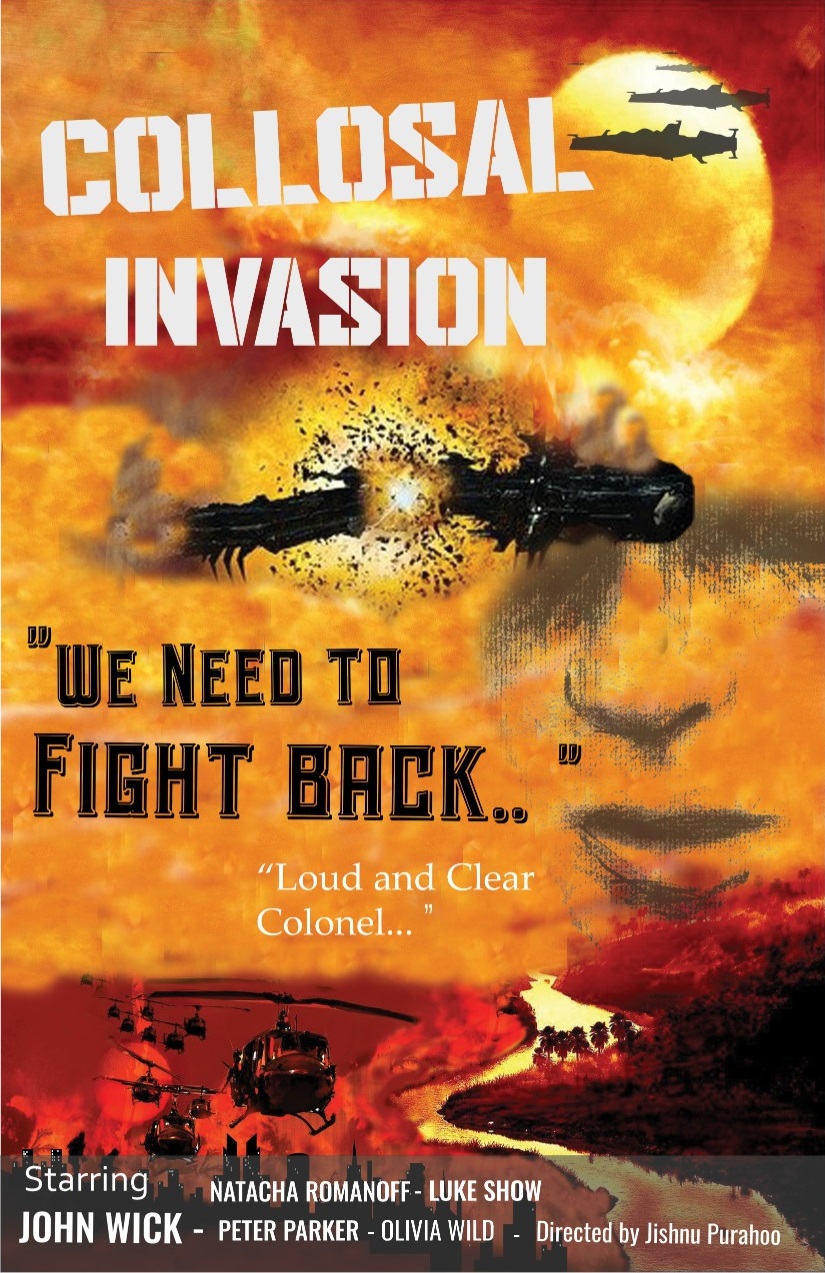 COLLOSAL
INVASION
"WE NEED TO
FIGHT BACK.. "
“Loud and Clear
Colonel... ”
Starring
NATACHA ROMANOFF - LUKE SHOW
JOHN WICK - PETER PARKER - OLIVIA WILD - Directed by Jishnu Purahoo